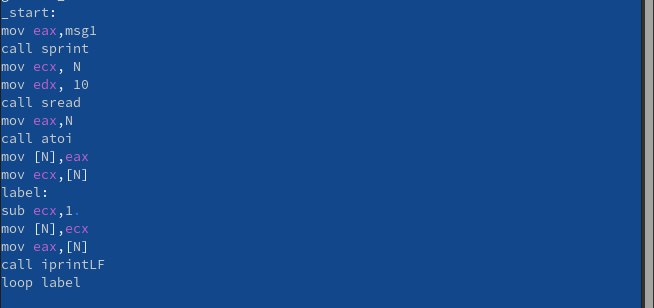 _start:
mov eax,msg1
call sprint
mov ecx, N
mov edx, 10
call sread
mov eax,N
call atoi
mov [N],eax
mov ecx,[N]
label:
sub ecx,1.
mov [N],ecx
mov eax,[N]
call iprintLF
loop label